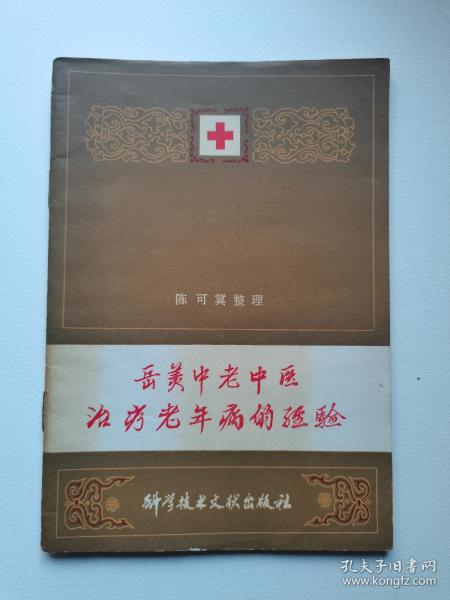 陈可冀整理
岳美中老中医
治疗老年病的经验
科学技术文献出版社
孔夫子旧书网
www.kongfz.com